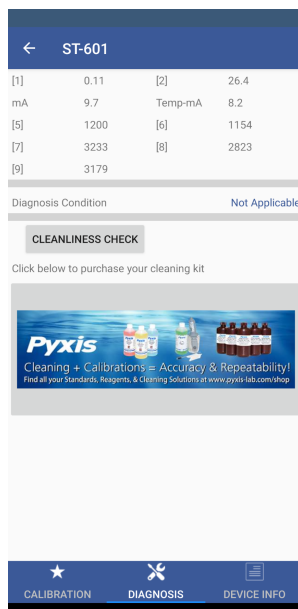 ST-601
[1] 0.11 [2] 26.4
mA 9.7 Temp-mA 8.2
[5] 1200 [6] 1154
[7] 3233 [8] 2823
[9] 3179
Diagnosis Condition Not Applicable
CLEANLINESS CHECK
Click below to purchase your cleaning kit
Pyxis
Cleaning + Calibrations = Accuracy & Repeatability!
Find all your Standards, Reagents, & Cleaning Solutions at www.pyxis-lab.com/shop
CALIBRATION DIAGNOSIS DEVICE INFO